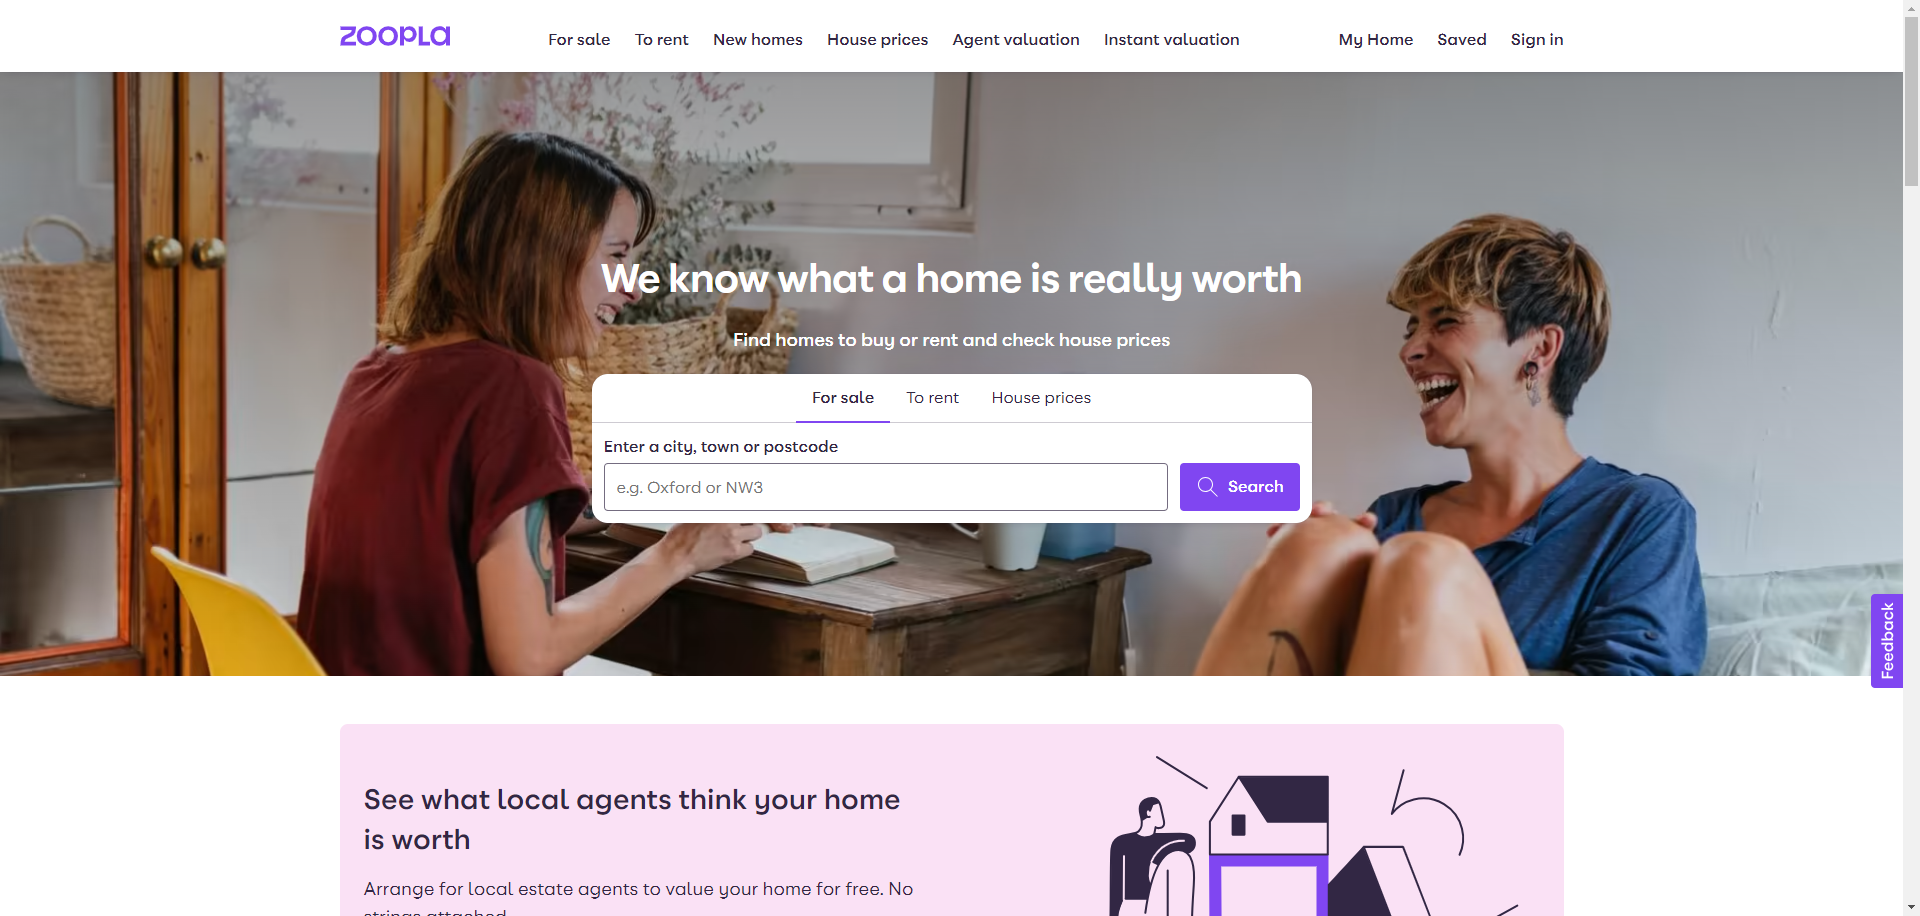 zoopla
For sale To rent New homes House prices Agent valuation Instant valuation My Home Saved Sign in
We know what a home is really worth
Find homes to buy or rent and check house prices
For sale To rent House prices
Enter a city, town or postcode
e.g. Oxford or NW3
Search
Feedback
See what local agents think your home
is worth
Arrange for local estate agents to value your home for free. No
strings attached